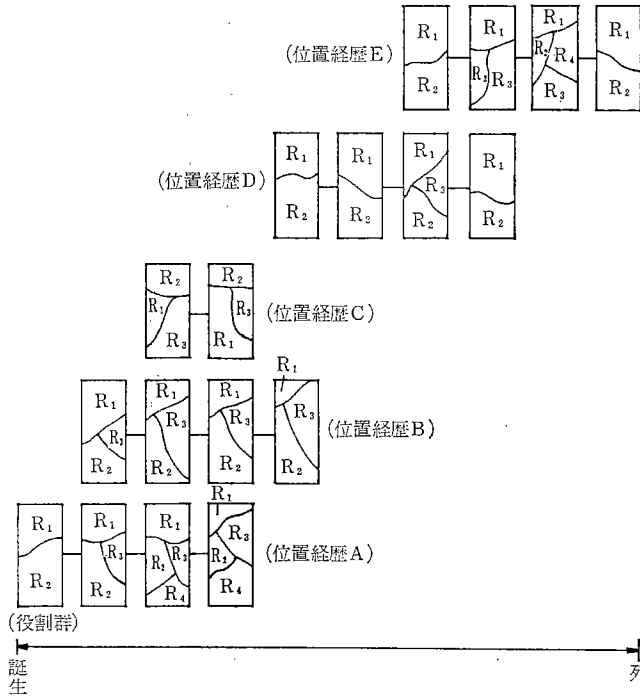 R₁ R₁ R₁ R₁
(位置経歴E)
R₂ R₂ R₃ R₂ R₄ R₃ R₂
R₁ R₁ R₁ R₁
(位置経歴D)
R₂ R₃ R₃ R₂ R₂
R₂ R₂
R₁ R₃ R₃ R₁ (位置経歴C)
R₁
R₁ R₁ R₁ R₃
R₃ R₃ R₃ (位置経歴B)
R₂ R₂ R₂ R₂
R₁
R₁ R₁ R₁ R₃
R₃ R₂ R₃ R₂ (位置経歴A)
R₂ R₂ R₄ R₄
(役割群)
誕生
死